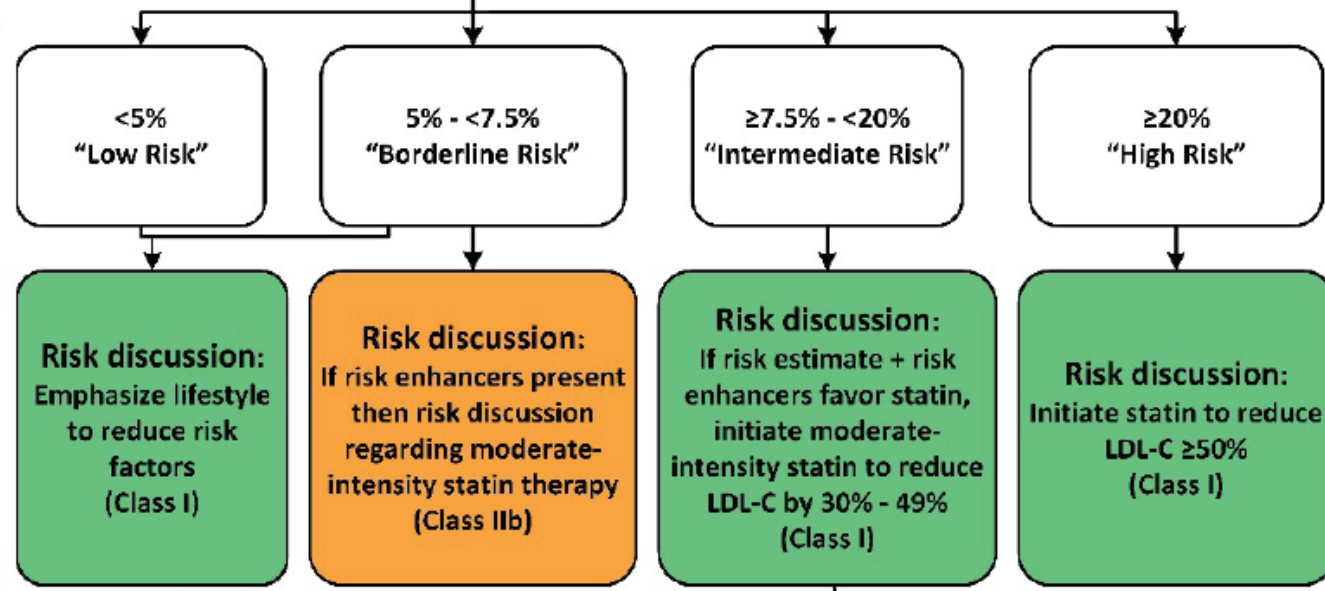 <5%
“Low Risk”
5% - <7.5%
“Borderline Risk”
≥7.5% - <20%
“Intermediate Risk”
≥20%
“High Risk”
Risk discussion:
Emphasize lifestyle
to reduce risk
factors
(Class I)
Risk discussion:
If risk enhancers present
then risk discussion
regarding moderate-
intensity statin therapy
(Class IIb)
Risk discussion:
If risk estimate + risk
enhancers favor statin,
initiate moderate-
intensity statin to reduce
LDL-C by 30% - 49%
(Class I)
Risk discussion:
Initiate statin to reduce
LDL-C ≥50%
(Class I)